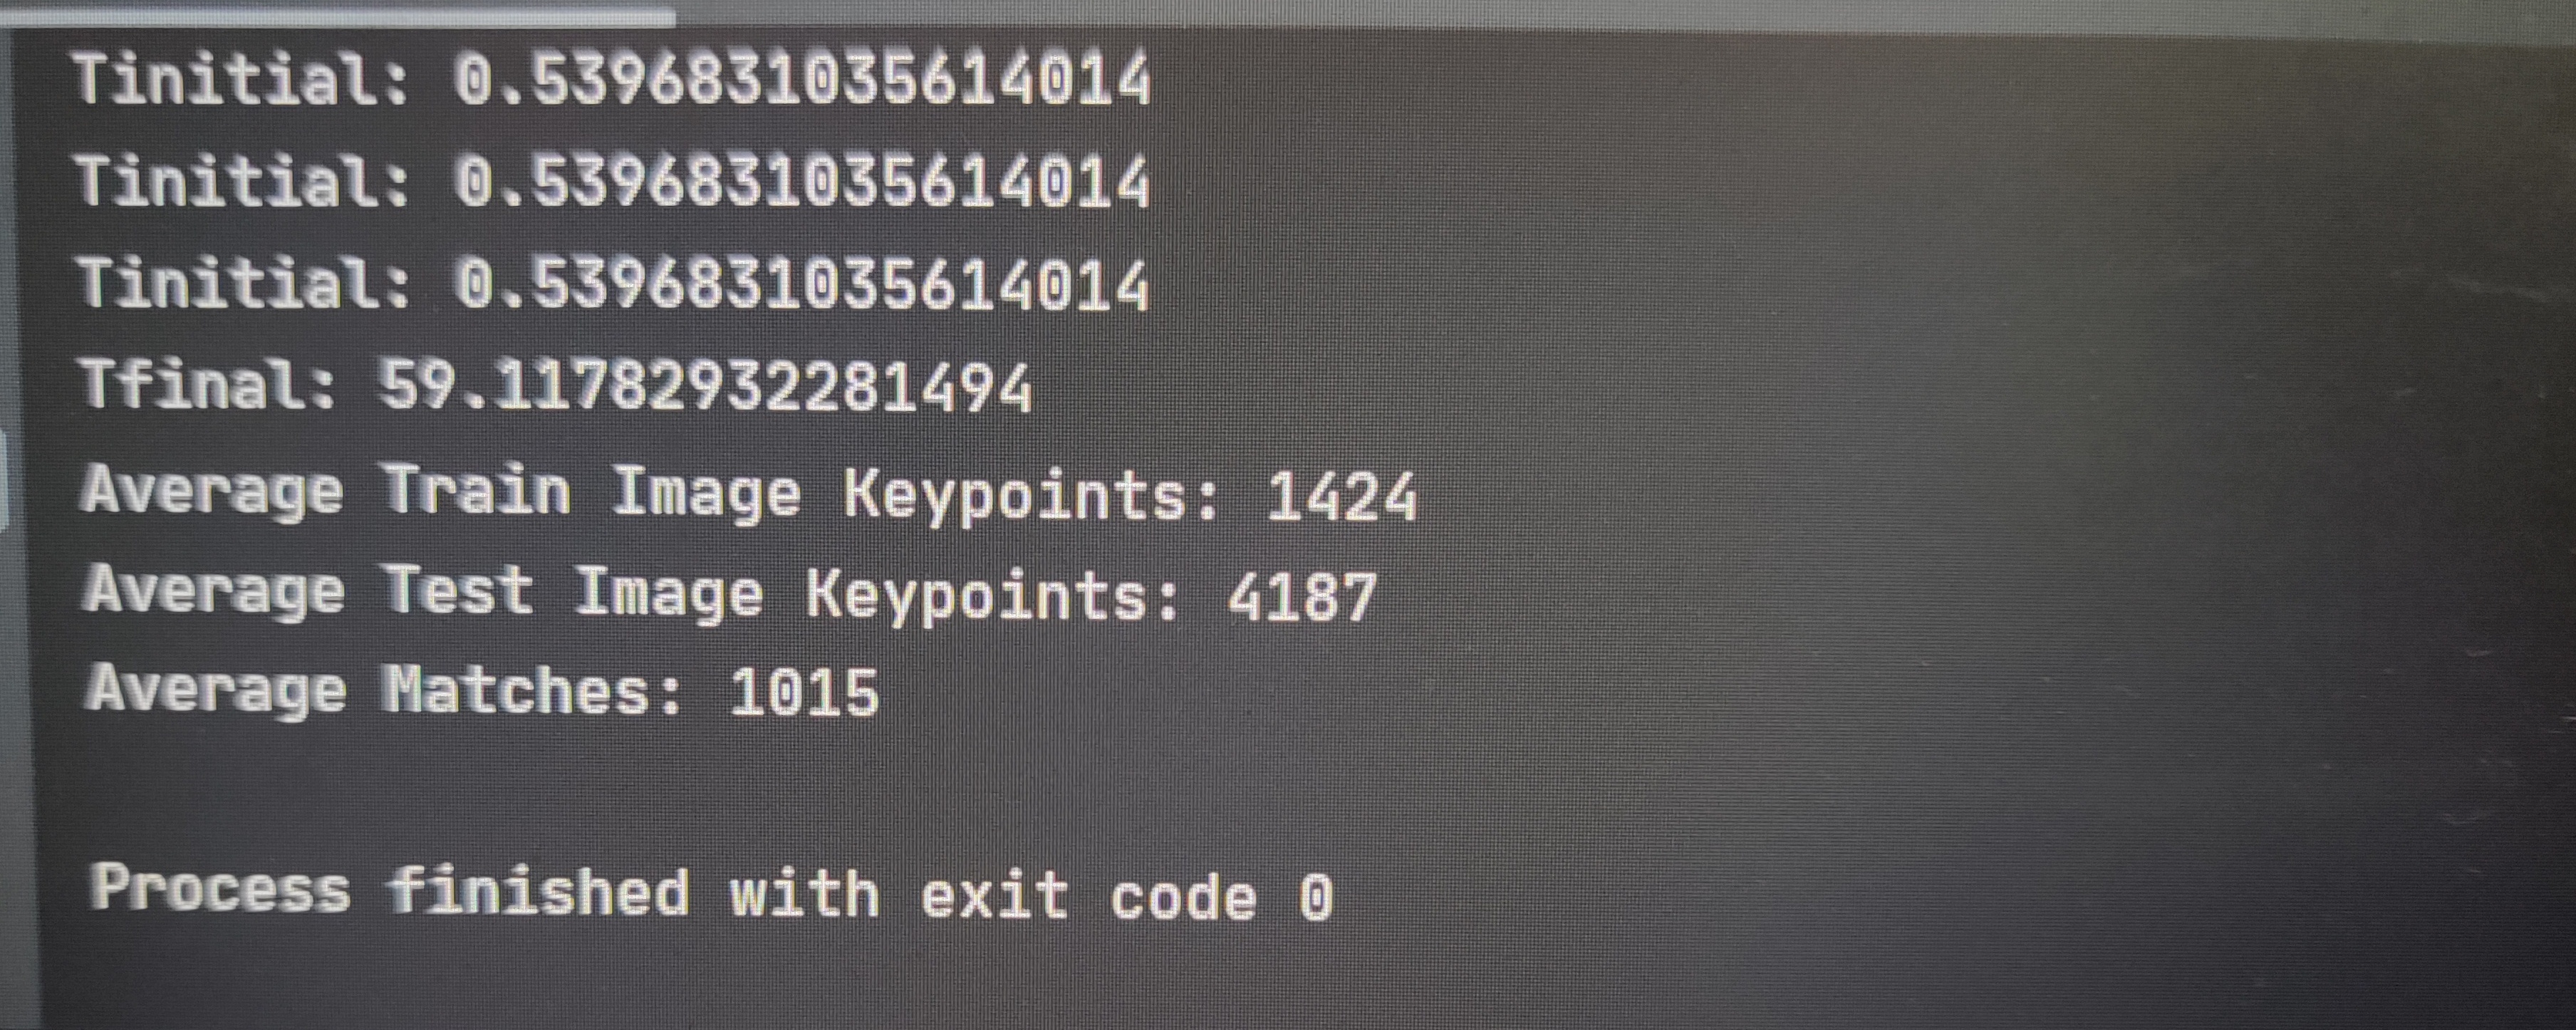 Tinitial: 0.5396831035614014
Tinitial: 0.5396831035614014
Tinitial: 0.5396831035614014
Tfinal: 59.11782932281494
Average Train Image Keypoints: 1424
Average Test Image Keypoints: 4187
Average Matches: 1015
Process finished with exit code 0